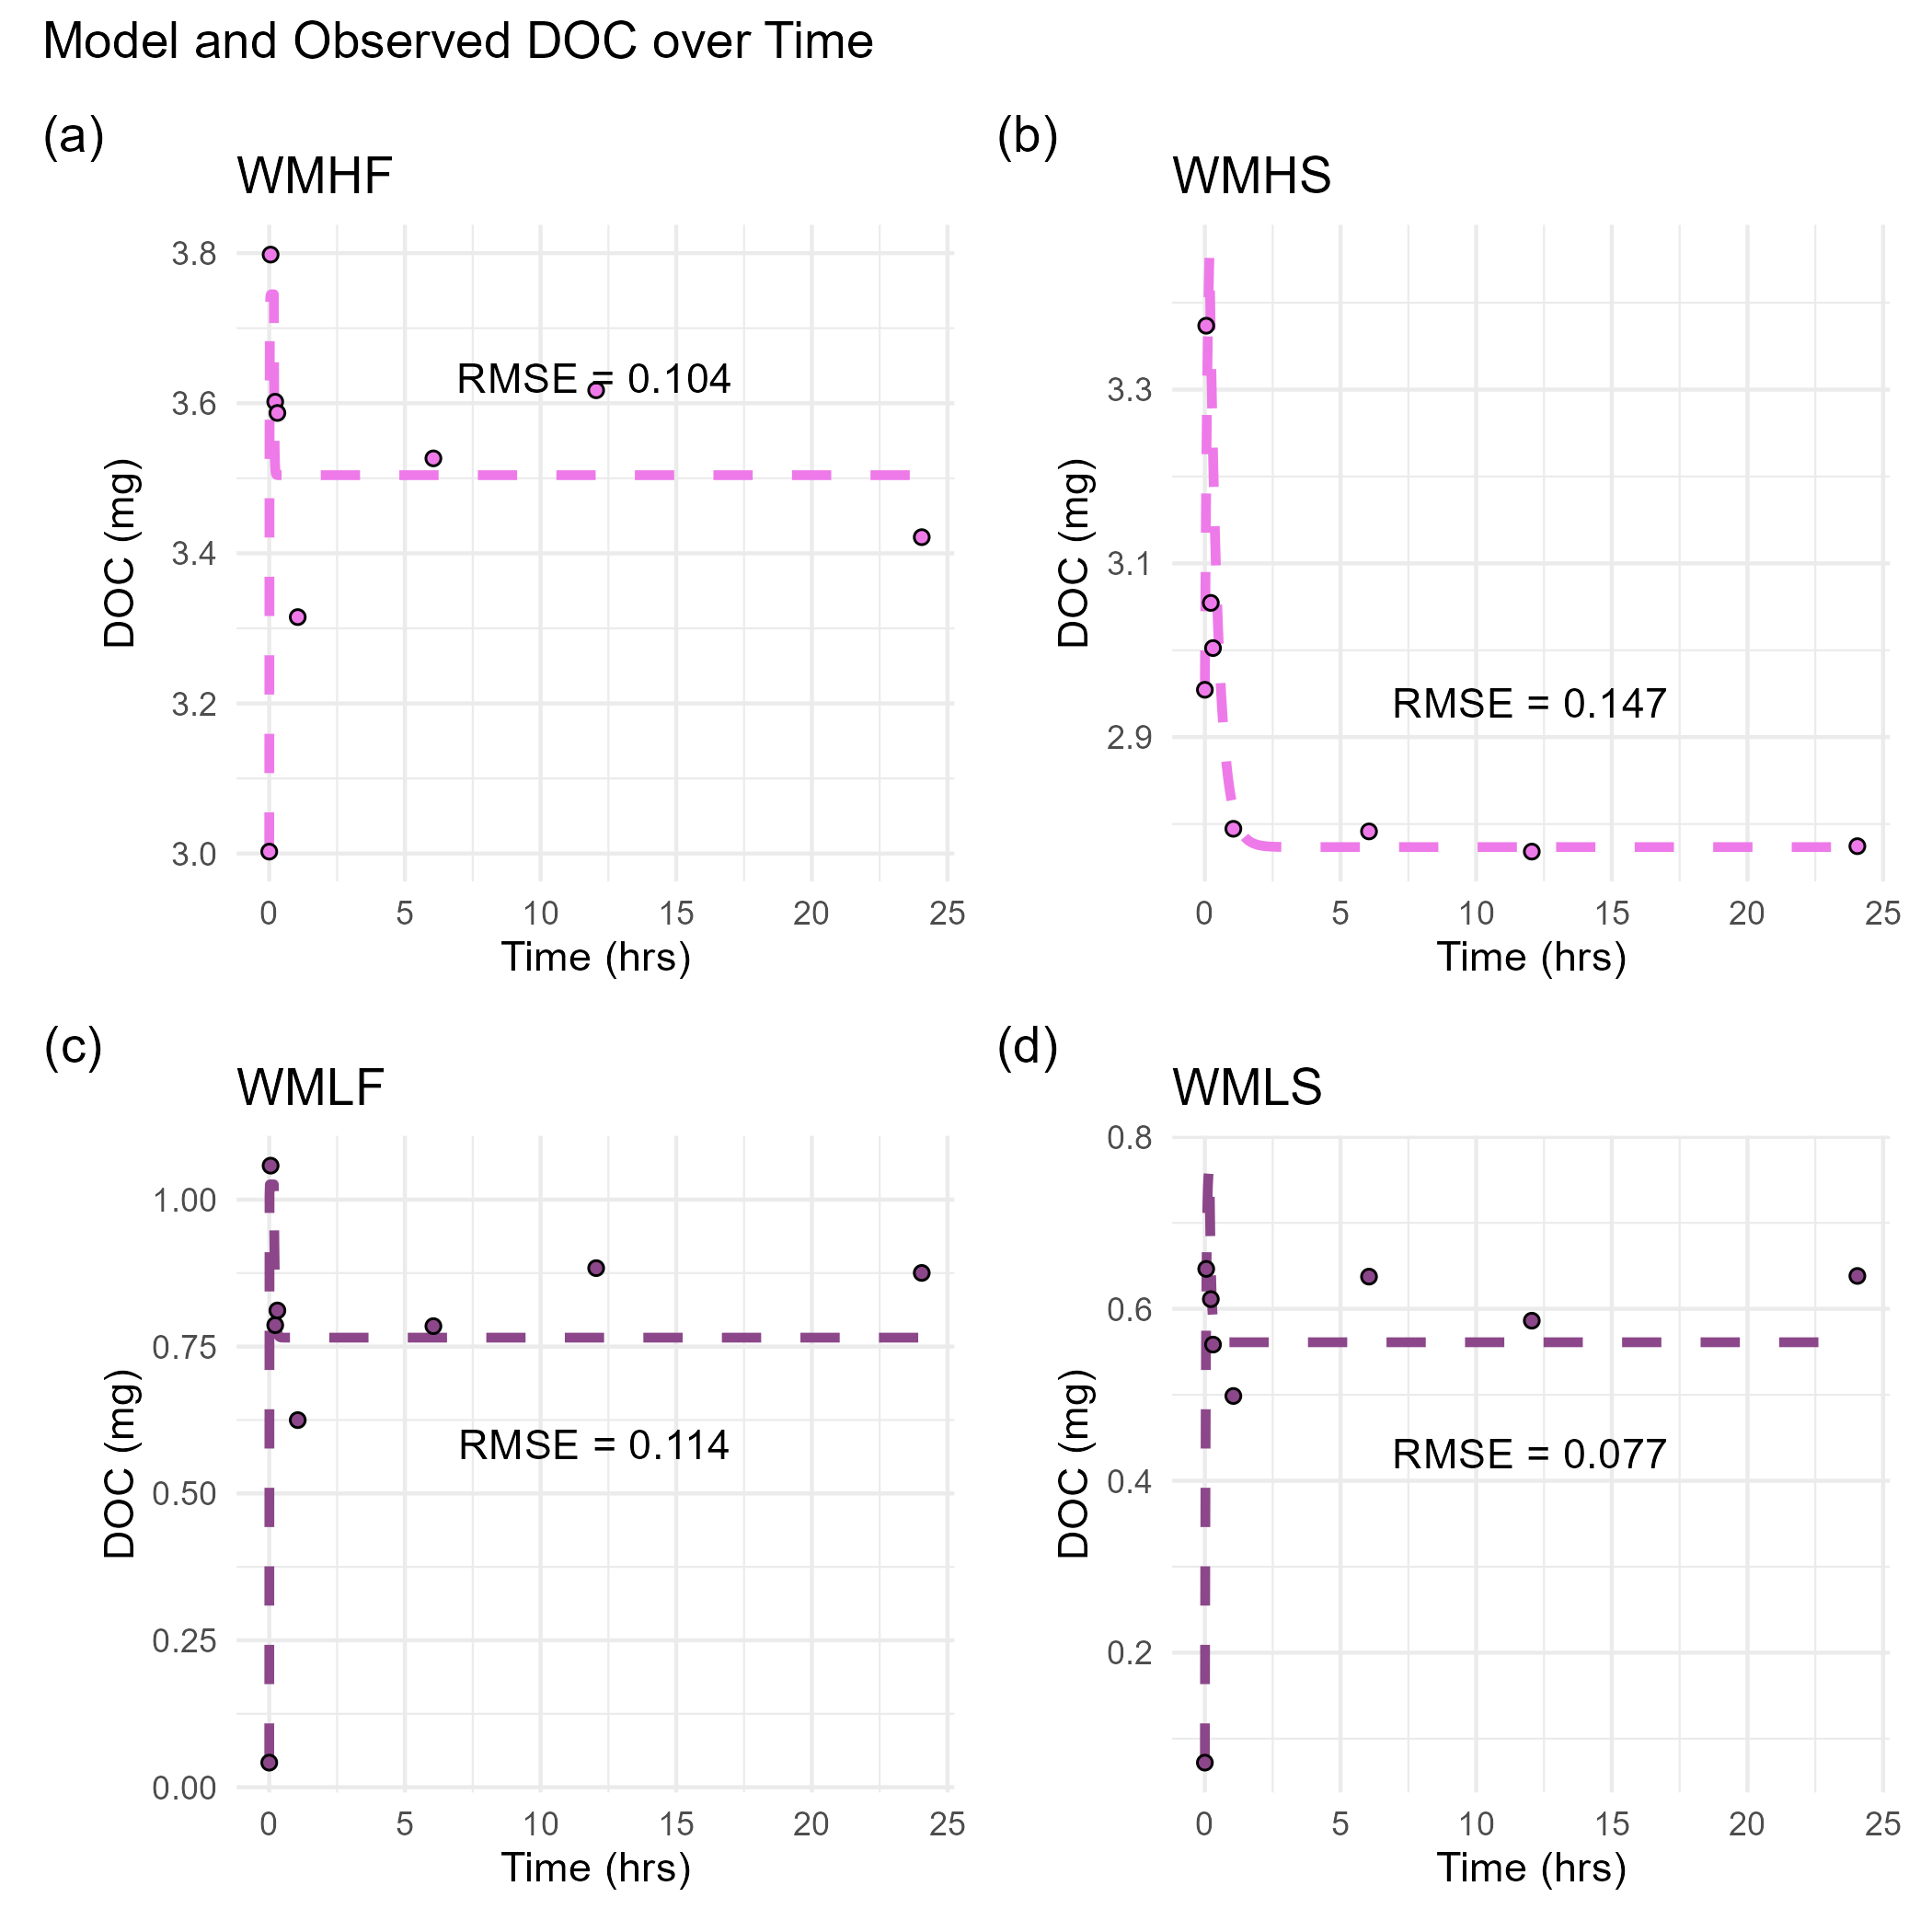 Model and Observed DOC over Time
(a)
WMHF
DOC (mg)
3.8
3.6
3.4
3.2
3.0
RMSE = 0.104
0 5 10 15 20 25
Time (hrs)
(b)
WMHS
DOC (mg)
3.3
3.1
2.9
RMSE = 0.147
0 5 10 15 20 25
Time (hrs)
(c)
WMLF
DOC (mg)
1.00
0.75
0.50
0.25
0.00
RMSE = 0.114
0 5 10 15 20 25
Time (hrs)
(d)
WMLS
DOC (mg)
0.8
0.6
0.4
0.2
RMSE = 0.077
0 5 10 15 20 25
Time (hrs)